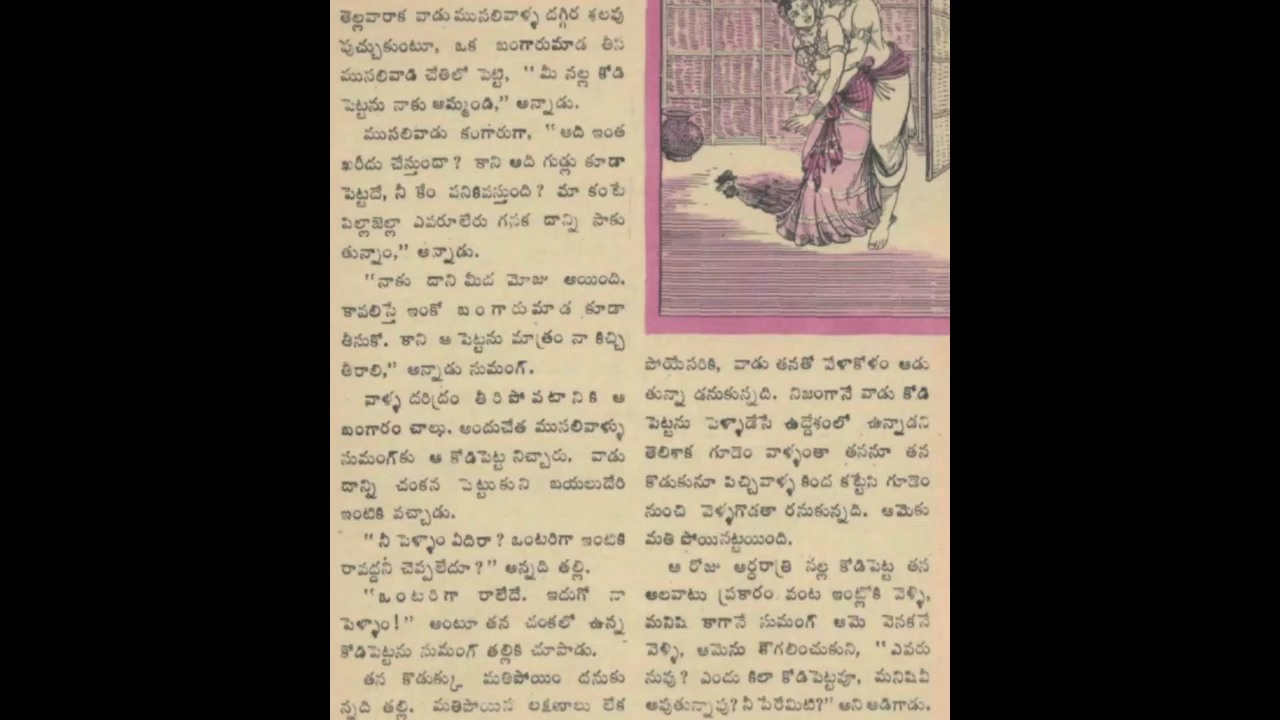 తెల్లవారాక వాడు ముసలివాళ్ళ దగ్గిర శలవు
పుచ్చుకుంటూ, ఒక బంగారుమాడ తీసి
ముసలివాడి చేతిలో పెట్టి, “మీ నల్ల కోడి
పెట్టను నాకు అమ్మండి,” అన్నాడు.
ముసలివాడు కంగారుగా, “అది ఇంత
ఖరీదు చేస్తుందా? కాని అది గుడ్లు కూడా
పెట్టదే, నీ కేం పనికివస్తుంది? మా కంటే
పిల్లాజెల్లా ఎవరూలేరు గనక దాన్ని సాకు
తున్నాం,” అన్నాడు.
“నాకు దాని మీద మోజు అయింది.
కావలిస్తే ఇంకో బంగారుమాడ కూడా
తీసుకో. కాని ఆ పెట్టను మాత్రం నా కిచ్చి
తీరాలి,” అన్నాడు సుమంగ్.
వాళ్ళ దరిద్రం తీరిపోవటానికి ఆ
బంగారం చాలు. అందుచేత ముసలివాళ్ళు
సుమంగ్‌కు ఆ కోడిపెట్ట నిచ్చారు. వాడు
దాన్ని చంకన పెట్టుకుని బయలుదేరి
ఇంటికి వచ్చాడు.
“నీ పెళ్ళాం ఏదిరా? ఒంటరిగా ఇంటికి
రావద్దనీ చెప్పలేదూ?” అన్నది తల్లి.
“ఒంటరిగా రాలేదే. ఇదుగో నా
పెళ్ళాం!” అంటూ తన చంకలో ఉన్న
కోడిపెట్టను సుమంగ్ తల్లికి చూపాడు.
తన కొడుక్కు మతిపోయిం దనుకు
న్నది తల్లి. మతిపోయిన లక్షణాలు లేక
పోయేసరికి, వాడు తనతో వేళాకోళం ఆడు
తున్నా డనుకున్నది. నిజంగానే వాడు కోడి
పెట్టను పెళ్ళాడేసే ఉద్దేశంలో ఉన్నాడని
తెలిశాక గూడెం వాళ్ళంతా తననూ తన
కొడుకునూ పిచ్చివాళ్ళ కింద కట్టేసి గూడెం
నుంచి వెళ్ళగొడతా రనుకున్నది. ఆమెకు
మతి పోయినట్టయింది.
ఆ రోజు అర్ధరాత్రి నల్ల కోడిపెట్ట తన
అలవాటు ప్రకారం వంట ఇంట్లోకి వెళ్ళి,
మనిషి కాగానే సుమంగ్ ఆమె వెనకనే
వెళ్ళి, ఆమెను కౌగలించుకుని, “ఎవరు
నువు? ఎందు కిలా కోడిపెట్టవూ, మనిషివీ
అవుతున్నావు? నీ పేరేమిటి?” అని అడిగాడు.